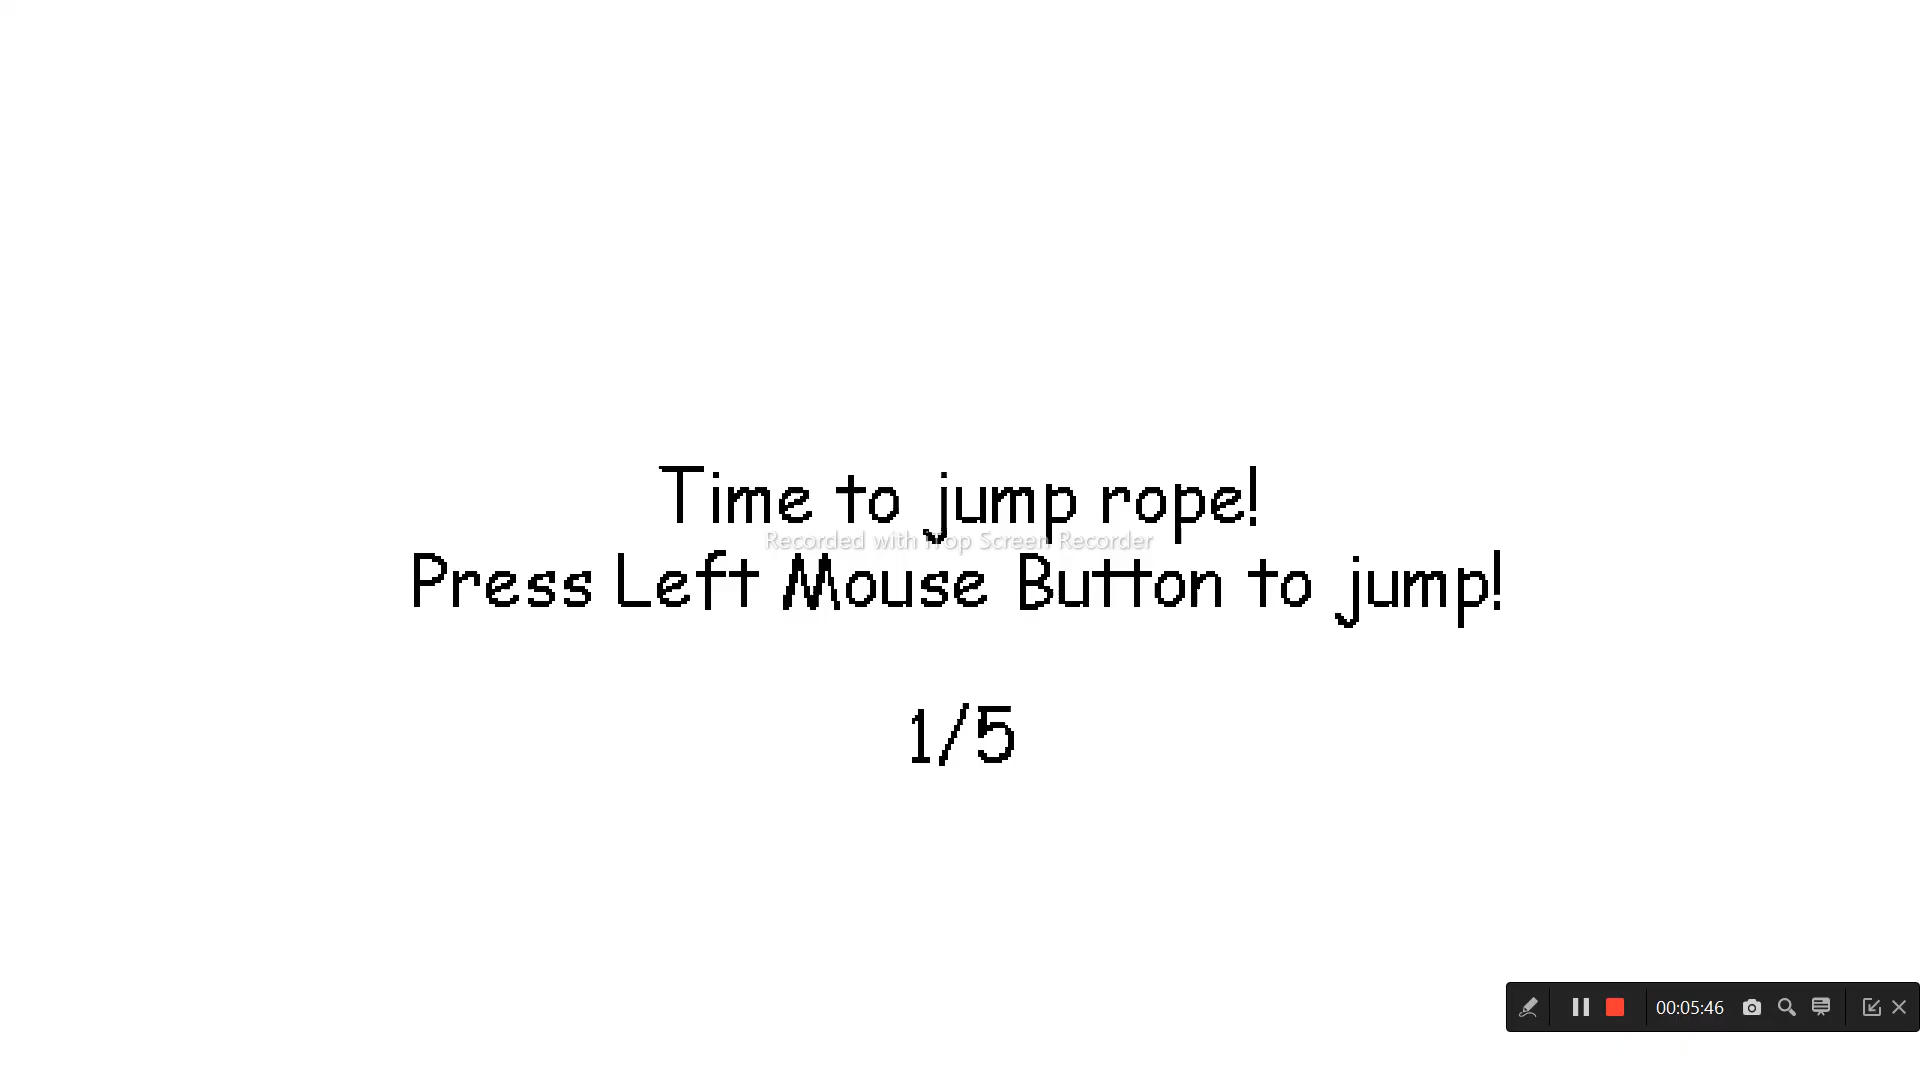 Time to jump rope!
Recorded with iTop Screen Recorder
Press Left Mouse Button to jump!
1/5
00:05:46